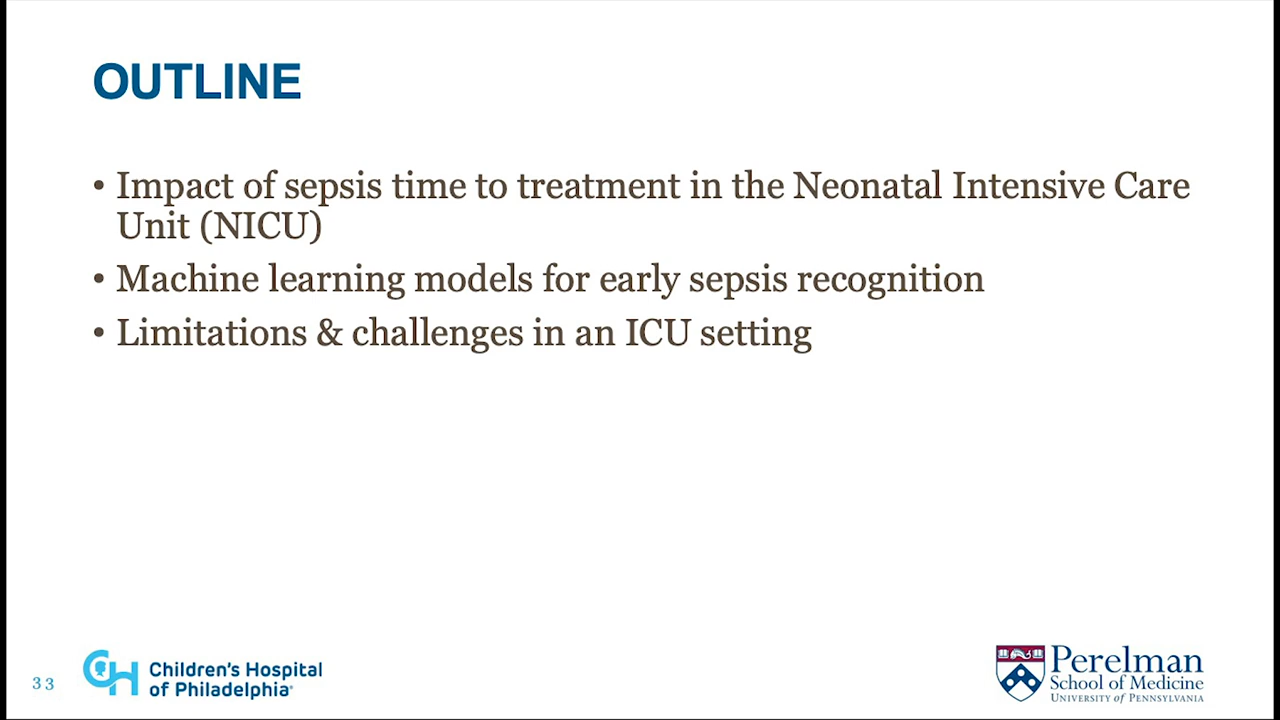 OUTLINE
• Impact of sepsis time to treatment in the Neonatal Intensive Care
Unit (NICU)
• Machine learning models for early sepsis recognition
• Limitations & challenges in an ICU setting
33
CH Children's Hospital
of Philadelphia
Perelman
School of Medicine
UNIVERSITY of PENNSYLVANIA